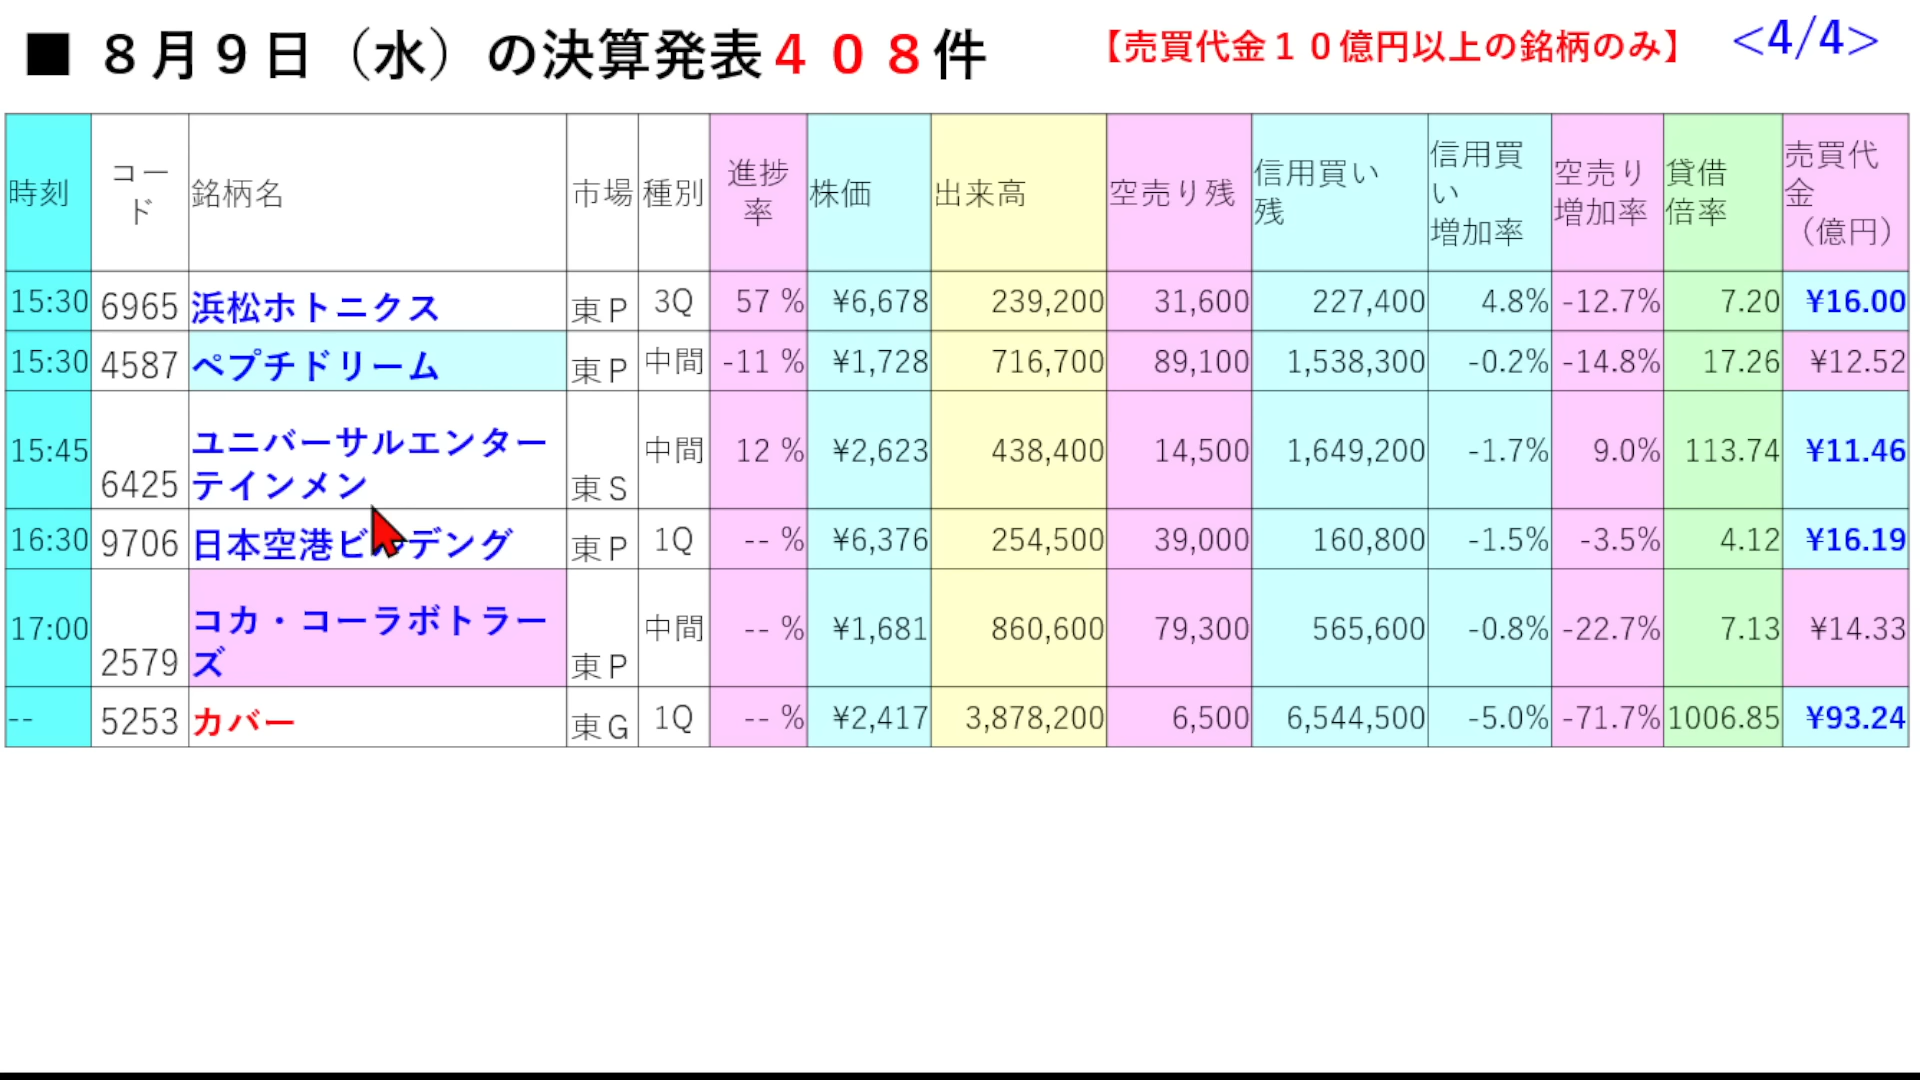 ■ ８月９日（水）の決算発表４０８件
【売買代金１０億円以上の銘柄のみ】
<4/4>
時刻 コード 銘柄名 市場 種別 進捗率 株価 出来高 空売り残 信用買い残 信用買い増加率 空売り増加率 貸借倍率 売買代金（億円）
15:30 6965 浜松ホトニクス 東Ｐ 3Q 57 % ¥6,678 239,200 31,600 227,400 4.8% -12.7% 7.20 ¥16.00
15:30 4587 ペプチドリーム 東Ｐ 中間 -11 % ¥1,728 716,700 89,100 1,538,300 -0.2% -14.8% 17.26 ¥12.52
15:45 6425 ユニバーサルエンターテインメン 東Ｓ 中間 12 % ¥2,623 438,400 14,500 1,649,200 -1.7% 9.0% 113.74 ¥11.46
16:30 9706 日本空港ビ デング 東Ｐ 1Q -- % ¥6,376 254,500 39,000 160,800 -1.5% -3.5% 4.12 ¥16.19
17:00 2579 コカ・コーラボトラーズ 東Ｐ 中間 -- % ¥1,681 860,600 79,300 565,600 -0.8% -22.7% 7.13 ¥14.33
-- 5253 カバー 東Ｇ 1Q -- % ¥2,417 3,878,200 6,500 6,544,500 -5.0% -71.7% 1006.85 ¥93.24